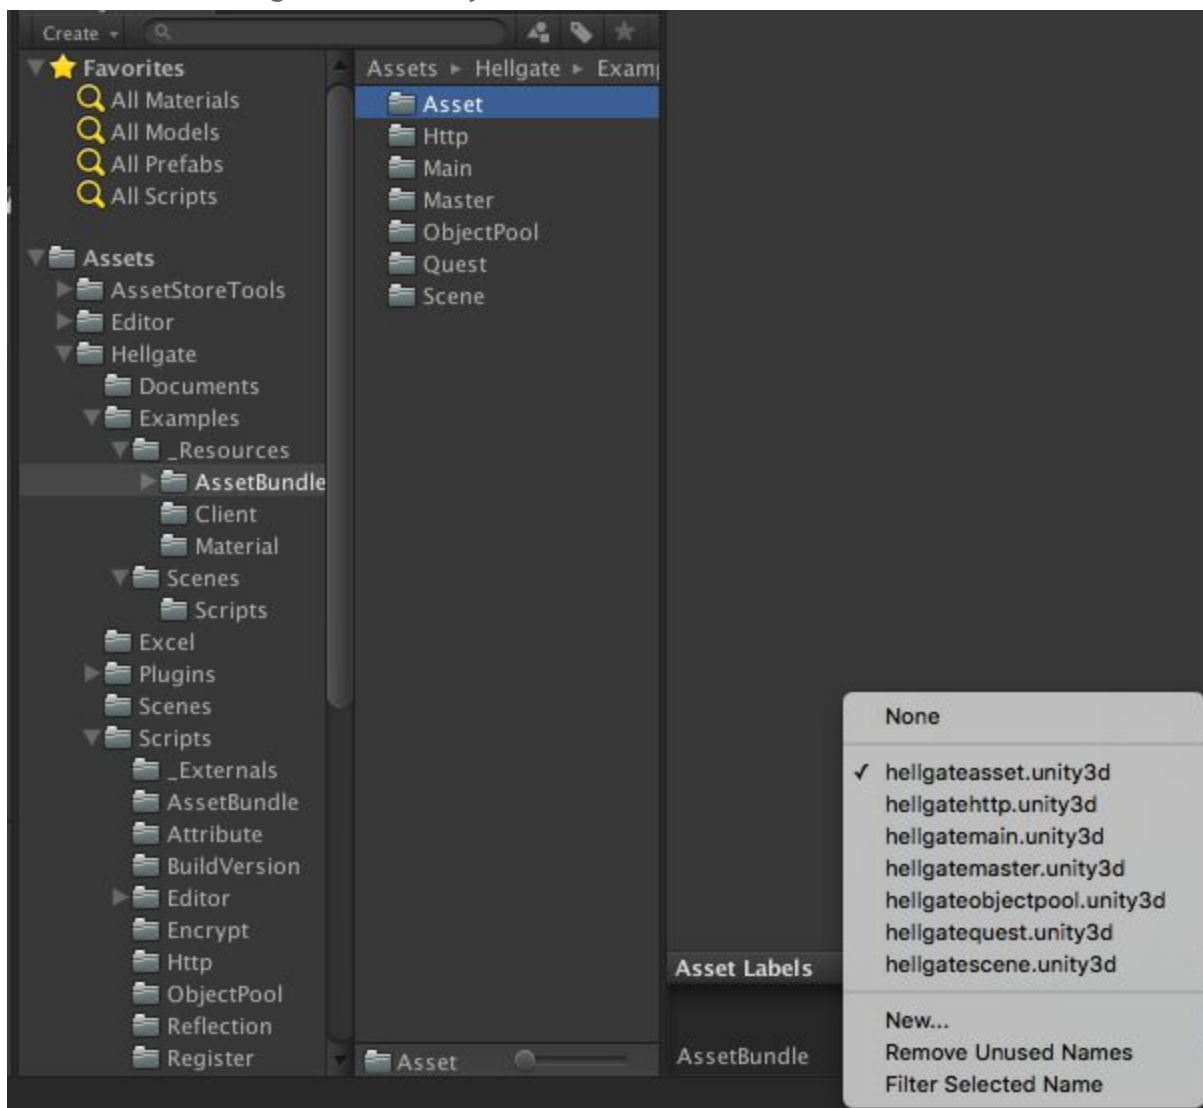 Create
Favorites
All Materials
All Models
All Prefabs
All Scripts
Assets
AssetStoreTools
Editor
Hellgate
Documents
Examples
_Resources
AssetBundle
Client
Material
Scenes
Scripts
Excel
Plugins
Scenes
Scripts
_Externals
AssetBundle
Attribute
BuildVersion
Editor
Encrypt
Http
ObjectPool
Reflection
Register
Assets ▸ Hellgate ▸ Exam
Asset
Http
Main
Master
ObjectPool
Quest
Scene
Asset
Asset Labels
AssetBundle
None
✓ hellgateasset.unity3d
hellgatehttp.unity3d
hellgatemain.unity3d
hellgatemaster.unity3d
hellgateobjectpool.unity3d
hellgatequest.unity3d
hellgatescene.unity3d
New...
Remove Unused Names
Filter Selected Name